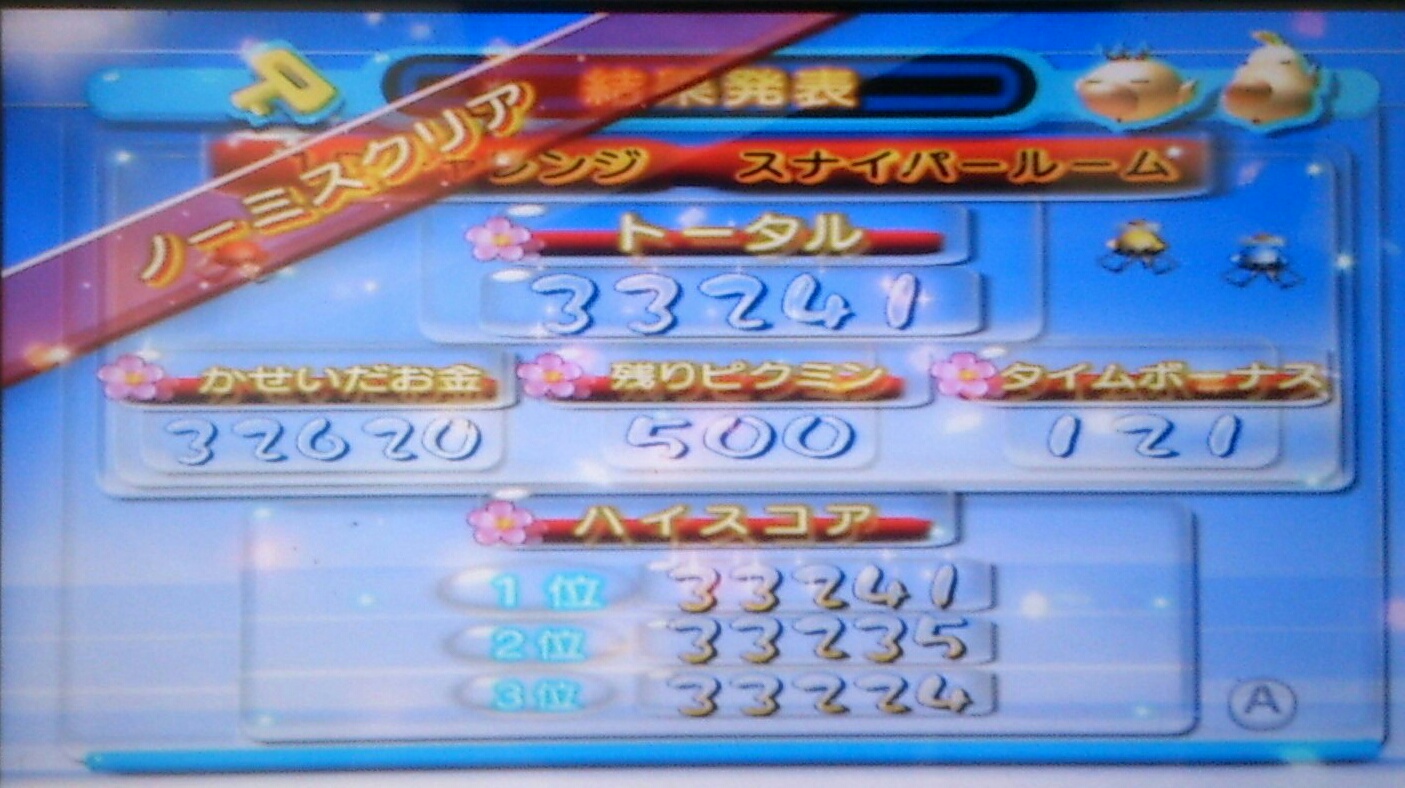 結果発表
ノーミスクリア
レンジ スナイパールーム
トータル
33241
かせいだお金 残りピクミン タイムボーナス
32620 500 121
ハイスコア
1位 33241
2位 33235
3位 33224
A